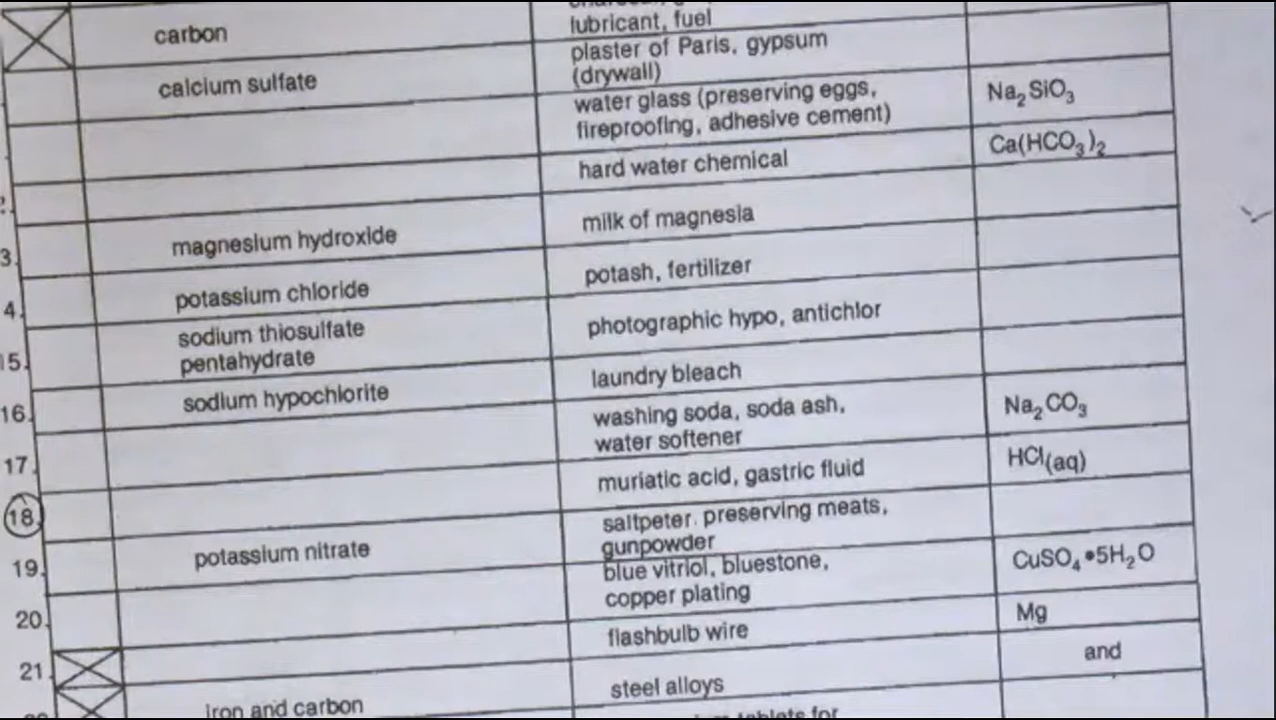 lubricant, fuel
carbon
plaster of Paris, gypsum
(drywall)
calcium sulfate
water glass (preserving eggs,
fireproofing, adhesive cement)
Na₂SiO₃
hard water chemical
Ca(HCO₃)₂
magnesium hydroxide
milk of magnesia
3.
potassium chloride
potash, fertilizer
4.
sodium thiosulfate
pentahydrate
photographic hypo, antichlor
15.
sodium hypochlorite
laundry bleach
16.
washing soda, soda ash,
water softener
Na₂CO₃
17.
muriatic acid, gastric fluid
HCl(aq)
18.
potassium nitrate
saltpeter, preserving meats,
gunpowder
19.
blue vitriol, bluestone,
copper plating
CuSO₄•5H₂O
20.
flashbulb wire
Mg
21.
iron and carbon
steel alloys
and
tablets for